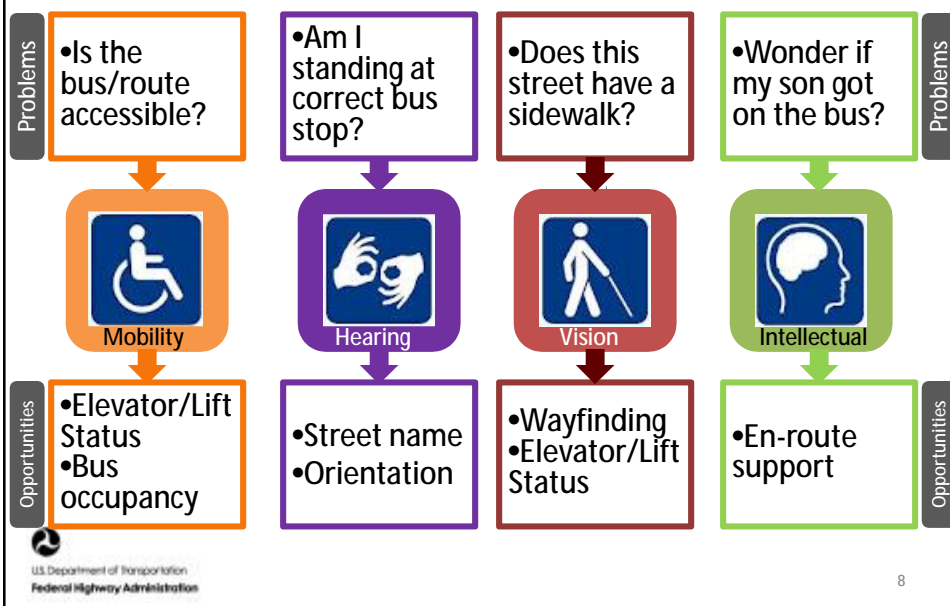 Problems
•Is the
bus/route
accessible?
•Am I
standing at
correct bus
stop?
•Does this
street have a
sidewalk?
•Wonder if
my son got
on the bus?
Problems
Mobility
Hearing
Vision
Intellectual
Opportunities
•Elevator/Lift
Status
•Bus
occupancy
•Street name
•Orientation
•Wayfinding
•Elevator/Lift
Status
•En-route
support
Opportunities
U.S. Department of Transportation
Federal Highway Administration
8